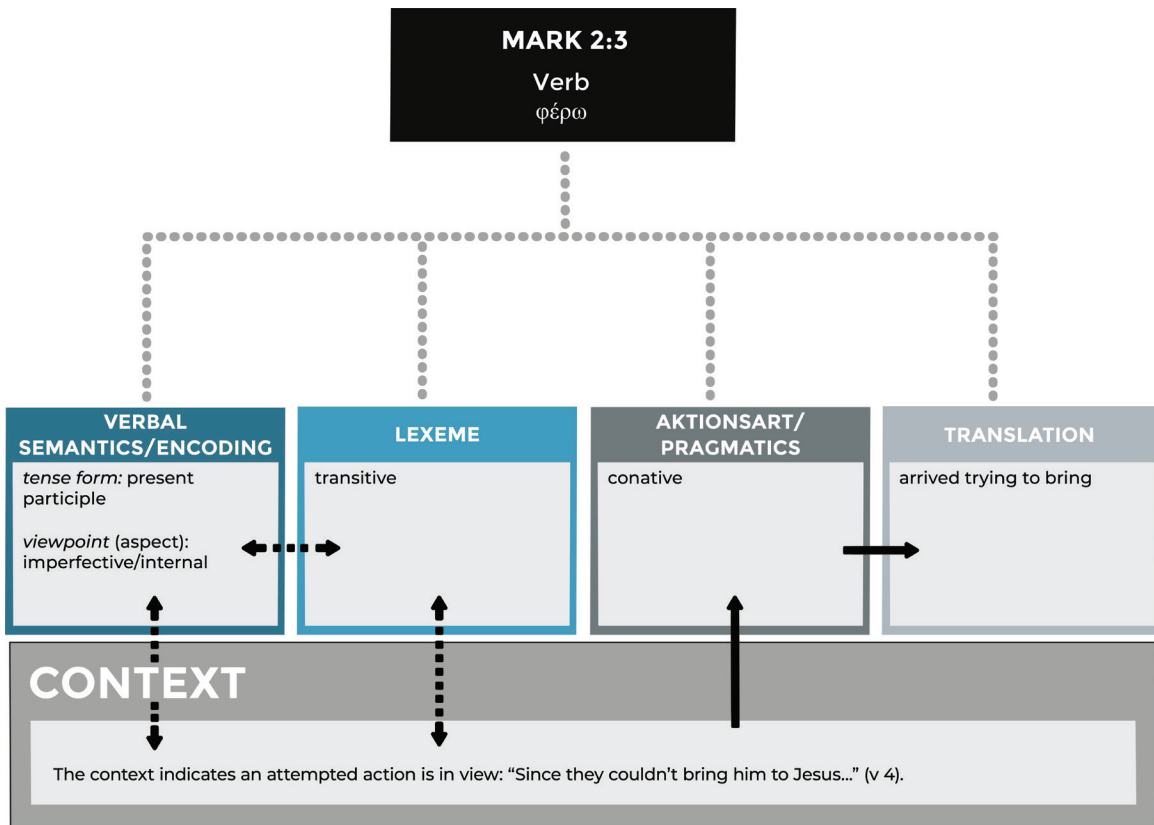 MARK 2:3
Verb
φέρω
VERBAL
SEMANTICS/ENCODING
tense form: present
participle
viewpoint (aspect):
imperfective/internal
LEXEME
transitive
AKTIONSART/
PRAGMATICS
conative
TRANSLATION
arrived trying to bring
CONTEXT
The context indicates an attempted action is in view: “Since they couldn’t bring him to Jesus...” (v 4).